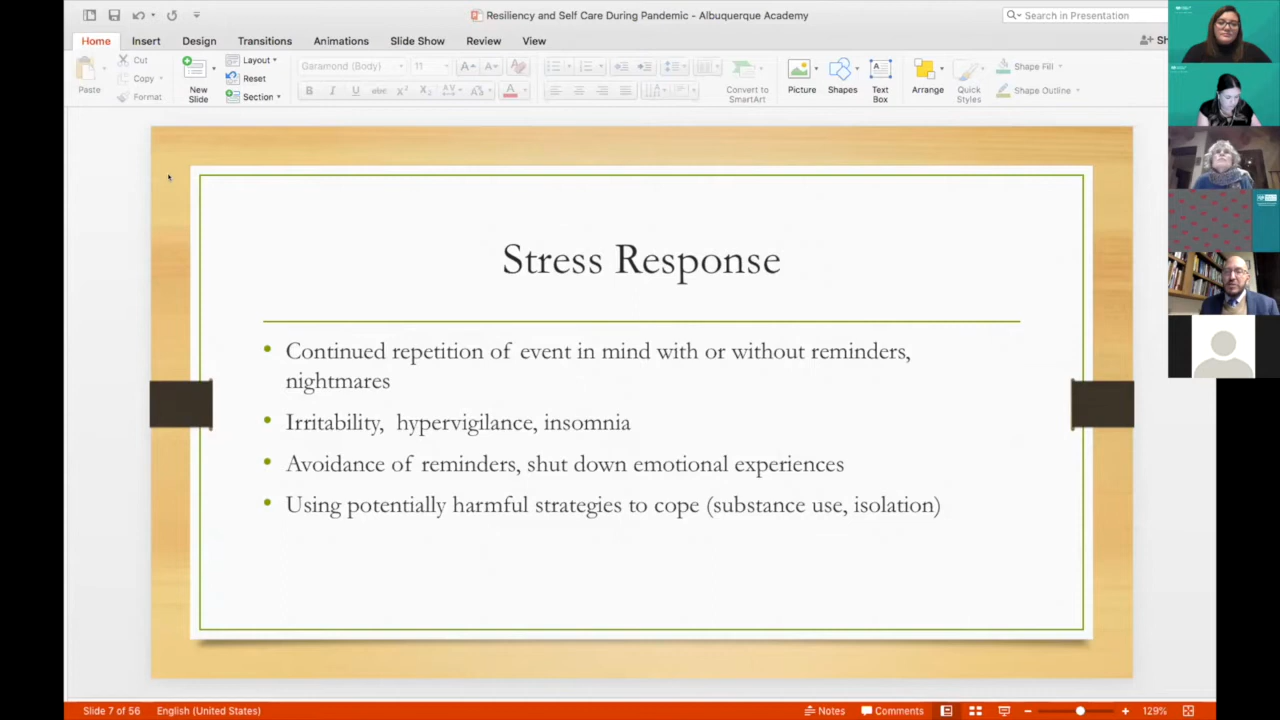 Resiliency and Self Care During Pandemic - Albuquerque Academy
Search in Presentation
Home Insert Design Transitions Animations Slide Show Review View
Sh
Paste
Cut
Copy
Format
New
Slide
Layout
Reset
Section
Garamond (Body) 11
Convert to
SmartArt
Picture
Shapes
Text
Box
Arrange
Quick
Styles
Shape Fill
Shape Outline
Stress Response
• Continued repetition of event in mind with or without reminders,
nightmares
• Irritability, hypervigilance, insomnia
• Avoidance of reminders, shut down emotional experiences
• Using potentially harmful strategies to cope (substance use, isolation)
Slide 7 of 56 English (United States) Notes Comments 129%